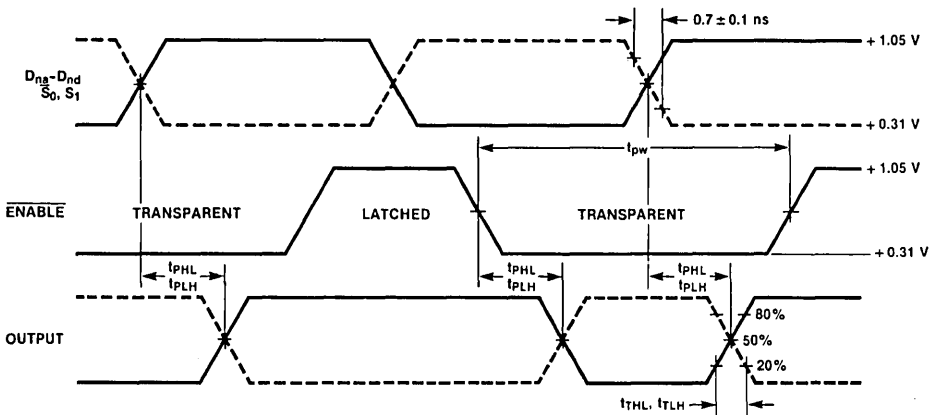 0.7 ± 0.1 ns
+ 1.05 V
Dna-Dnd
S̅0, S1
+ 0.31 V
tpw
+ 1.05 V
E̅N̅A̅B̅L̅E̅
TRANSPARENT
LATCHED
TRANSPARENT
+ 0.31 V
tPHL
tPLH
tPHL
tPLH
tPHL
tPLH
OUTPUT
80%
50%
20%
tTHL, tTLH